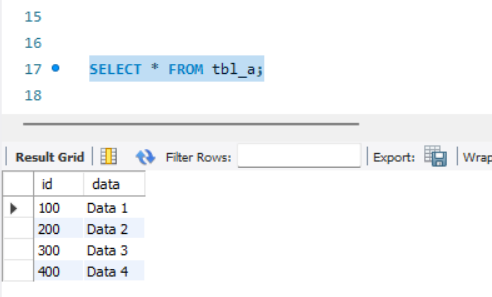 15
16
17 SELECT * FROM tbl_a;
18
Result Grid Filter Rows: Export: Wrap
id data
100 Data 1
200 Data 2
300 Data 3
400 Data 4